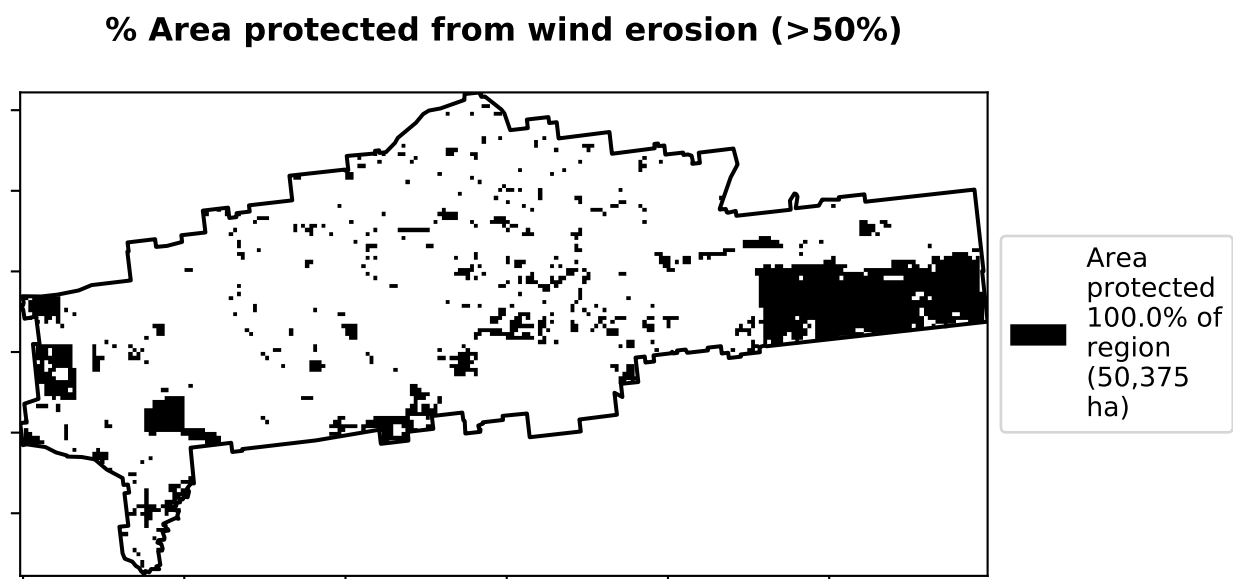 % Area protected from wind erosion (>50%)
Area
protected
100.0% of
region
(50,375
ha)